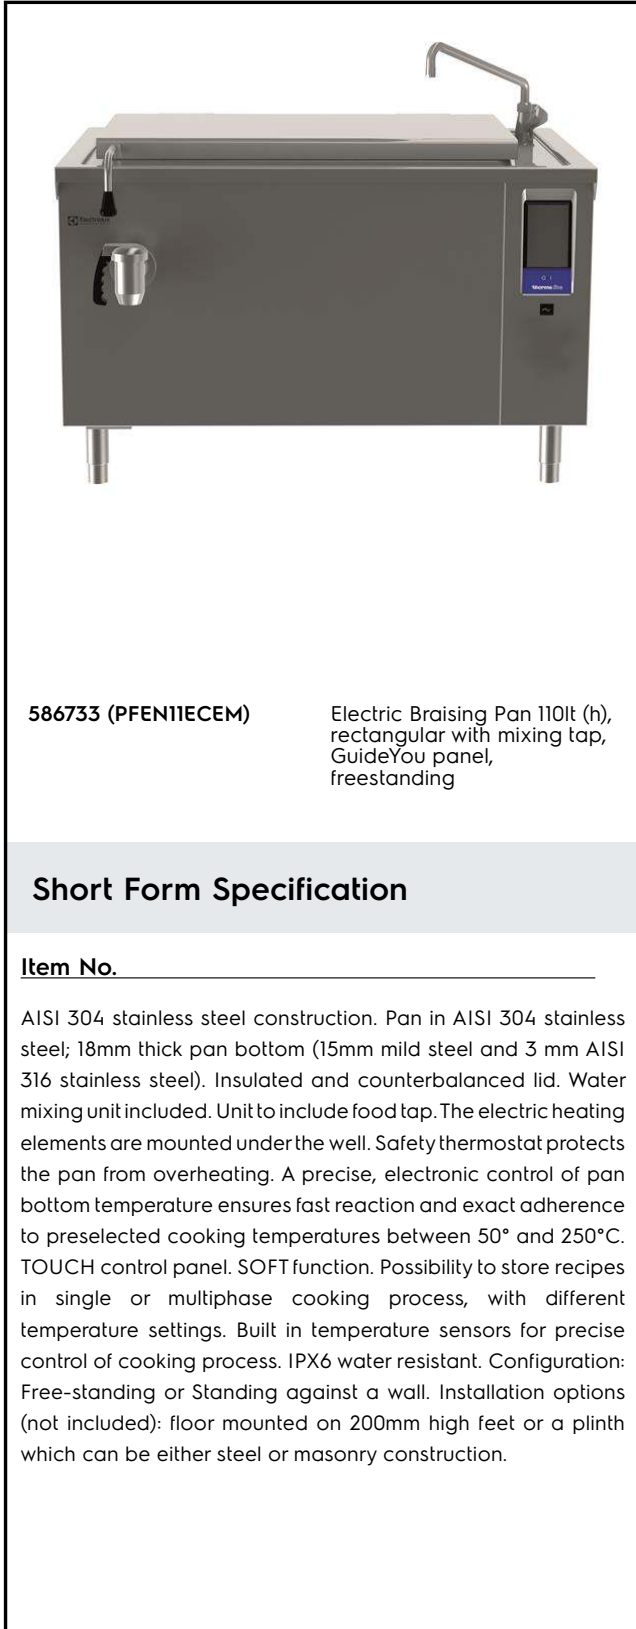 Electrolux
thermaline
586733 (PFEN11ECEM)
Electric Braising Pan 110lt (h),
rectangular with mixing tap,
GuideYou panel,
freestanding
Short Form Specification
Item No.
AISI 304 stainless steel construction. Pan in AISI 304 stainless
steel; 18mm thick pan bottom (15mm mild steel and 3 mm AISI
316 stainless steel). Insulated and counterbalanced lid. Water
mixing unit included. Unit to include food tap. The electric heating
elements are mounted under the well. Safety thermostat protects
the pan from overheating. A precise, electronic control of pan
bottom temperature ensures fast reaction and exact adherence
to preselected cooking temperatures between 50° and 250°C.
TOUCH control panel. SOFT function. Possibility to store recipes
in single or multiphase cooking process, with different
temperature settings. Built in temperature sensors for precise
control of cooking process. IPX6 water resistant. Configuration:
Free-standing or Standing against a wall. Installation options
(not included): floor mounted on 200mm high feet or a plinth
which can be either steel or masonry construction.